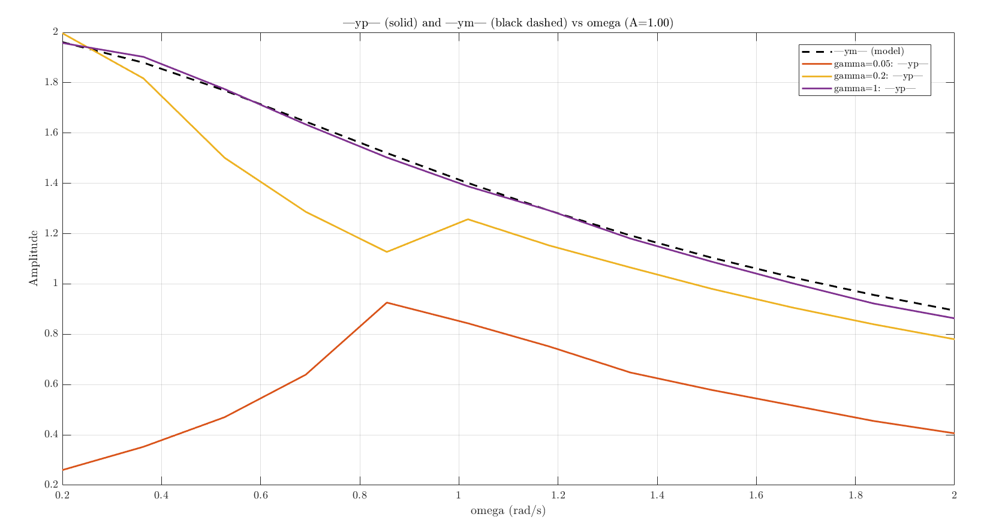 —yp— (solid) and —ym— (black dashed) vs omega (A=1.00)
—ym— (model)
gamma=0.05: —yp—
gamma=0.2: —yp—
gamma=1: —yp—
Amplitude
2
1.8
1.6
1.4
1.2
1
0.8
0.6
0.4
0.2
0.2 0.4 0.6 0.8 1 1.2 1.4 1.6 1.8 2
omega (rad/s)